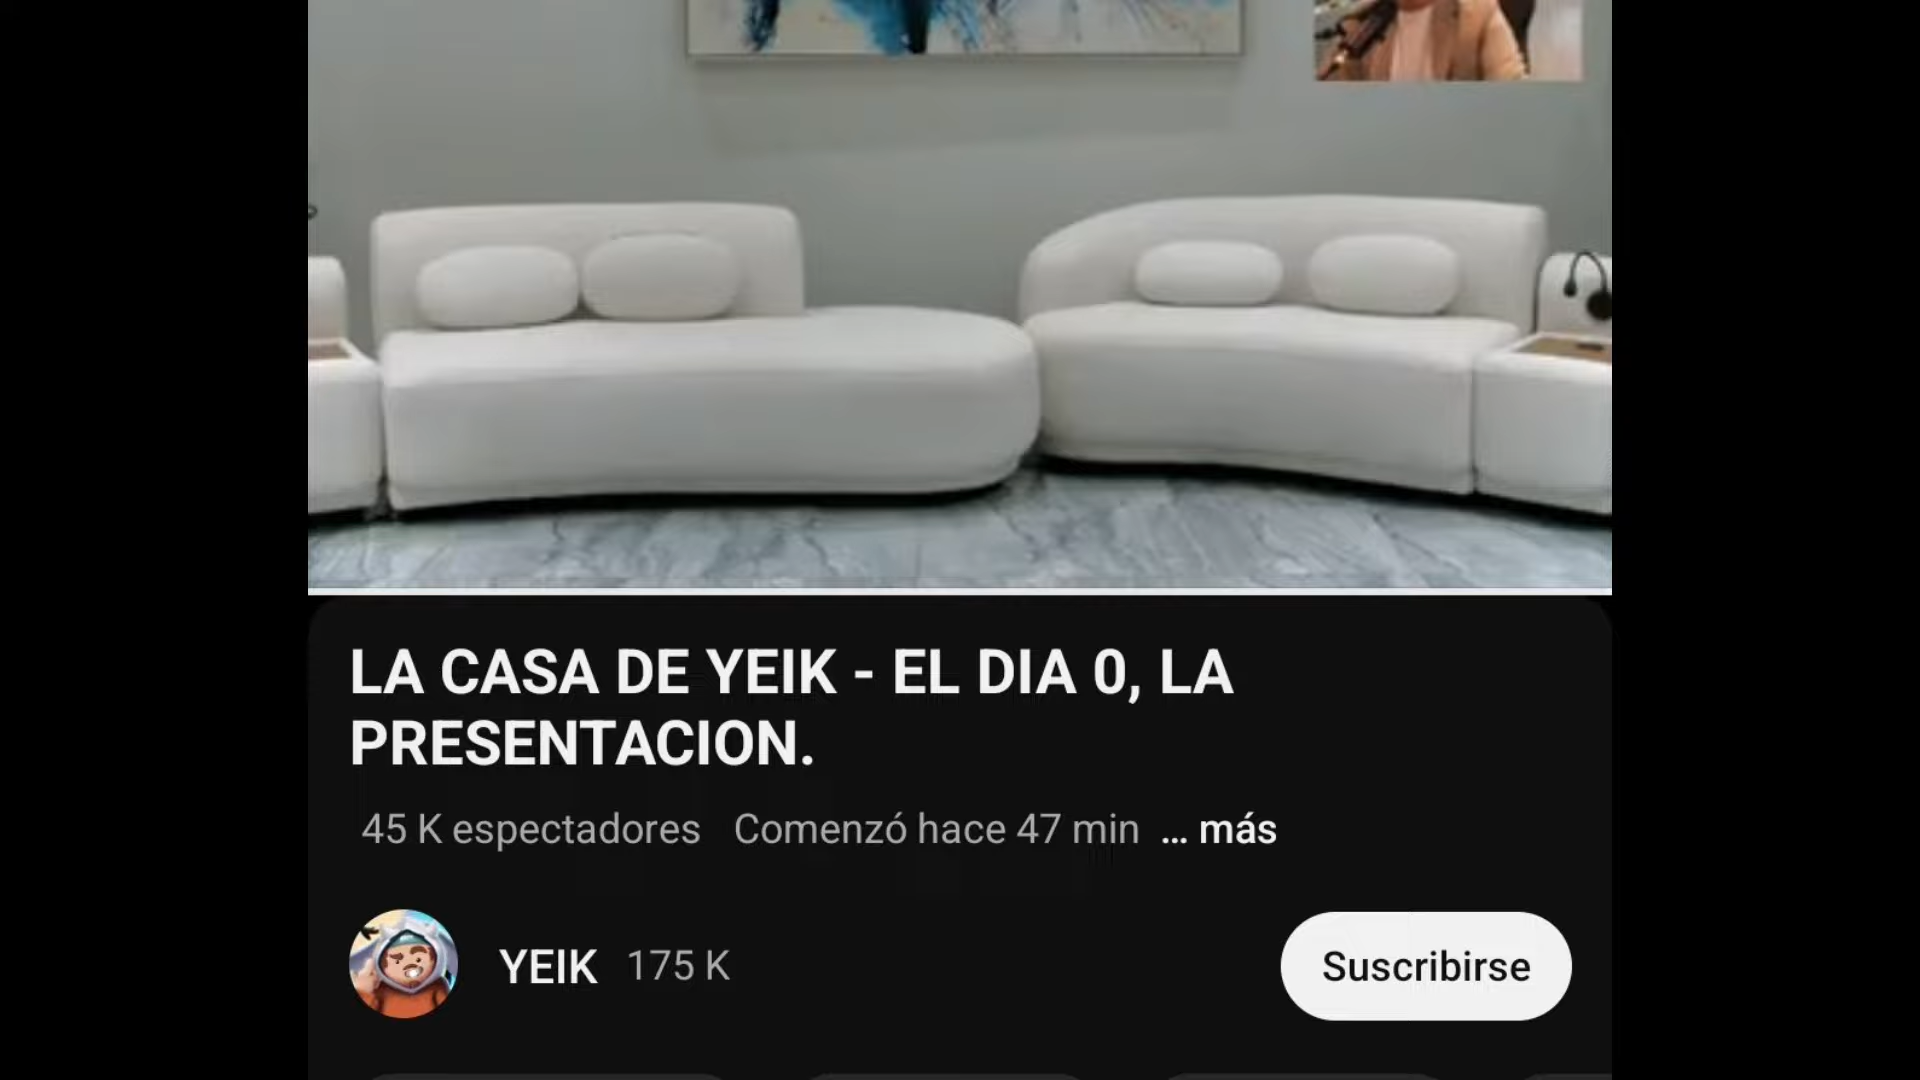 LA CASA DE YEIK - EL DIA 0, LA
PRESENTACION.
45 K espectadores Comenzó hace 47 min ... más
YEIK 175 K Suscribirse